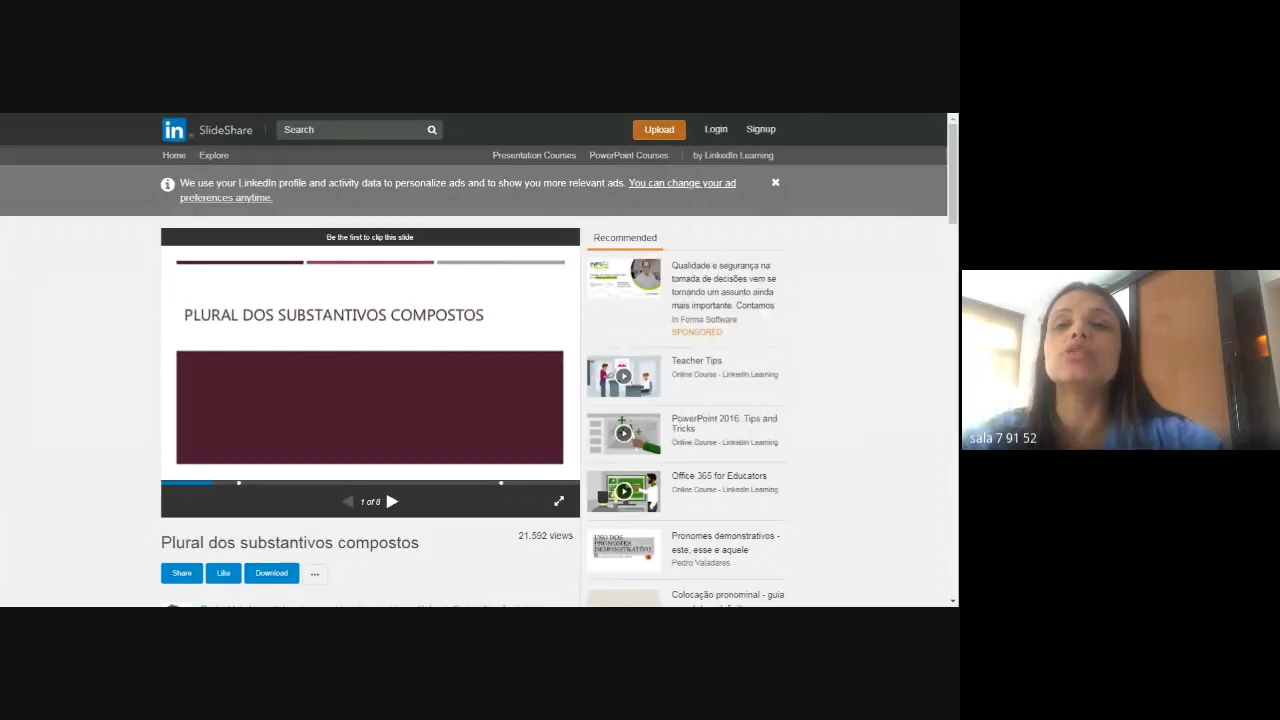 in SlideShare Search Upload Login Signup
Home Explore Presentation Courses PowerPoint Courses by LinkedIn Learning
We use your LinkedIn profile and activity data to personalize ads and to show you more relevant ads. You can change your ad
preferences anytime.
Be the first to clip this slide
PLURAL DOS SUBSTANTIVOS COMPOSTOS
1 of 8
Plural dos substantivos compostos
21,592 views
Share Like Download ...
Recommended
Qualidade e segurança na
tomada de decisões vem se
tornando um assunto ainda
mais importante. Contamos
In Forma Software
SPONSORED
Teacher Tips
Online Course - LinkedIn Learning
PowerPoint 2016: Tips and
Tricks
Online Course - LinkedIn Learning
Office 365 for Educators
Online Course - LinkedIn Learning
USO DOS
PRONOMES
DEMONSTRATIVO
S
Pronomes demonstrativos -
este, esse e aquele
Pedro Valadares
Colocação pronominal - guia
sala 7 91 52